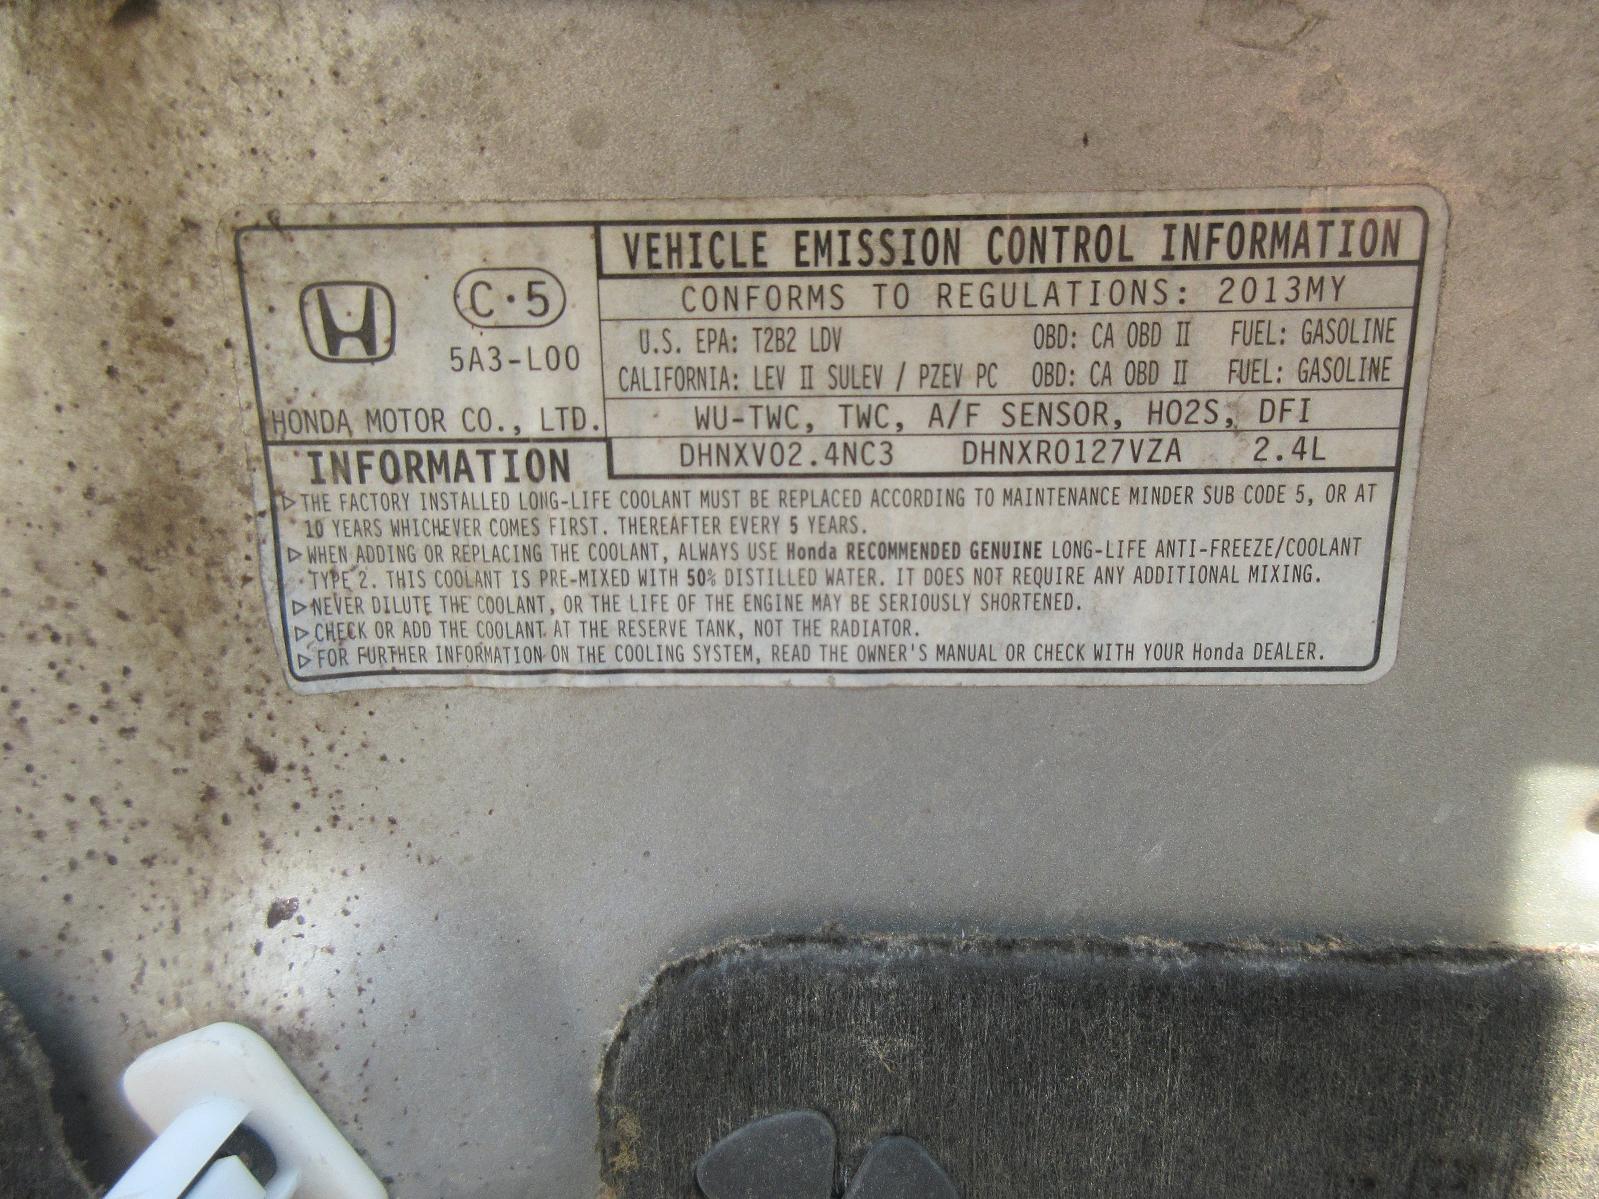 VEHICLE EMISSION CONTROL INFORMATION
C·5
5A3-L00
HONDA MOTOR CO., LTD.
CONFORMS TO REGULATIONS: 2013MY
U.S. EPA: T2B2 LDV OBD: CA OBD II FUEL: GASOLINE
CALIFORNIA: LEV II SULEV / PZEV PC OBD: CA OBD II FUEL: GASOLINE
WU-TWC, TWC, A/F SENSOR, HO2S, DFI
DHNXV02.4NC3 DHNXR0127VZA 2.4L
INFORMATION
▷ THE FACTORY INSTALLED LONG-LIFE COOLANT MUST BE REPLACED ACCORDING TO MAINTENANCE MINDER SUB CODE 5, OR AT
10 YEARS WHICHEVER COMES FIRST. THEREAFTER EVERY 5 YEARS.
▷ WHEN ADDING OR REPLACING THE COOLANT, ALWAYS USE Honda RECOMMENDED GENUINE LONG-LIFE ANTI-FREEZE/COOLANT
TYPE 2. THIS COOLANT IS PRE-MIXED WITH 50% DISTILLED WATER. IT DOES NOT REQUIRE ANY ADDITIONAL MIXING.
▷ NEVER DILUTE THE COOLANT, OR THE LIFE OF THE ENGINE MAY BE SERIOUSLY SHORTENED.
▷ CHECK OR ADD THE COOLANT AT THE RESERVE TANK, NOT THE RADIATOR.
▷ FOR FURTHER INFORMATION ON THE COOLING SYSTEM, READ THE OWNER'S MANUAL OR CHECK WITH YOUR Honda DEALER.